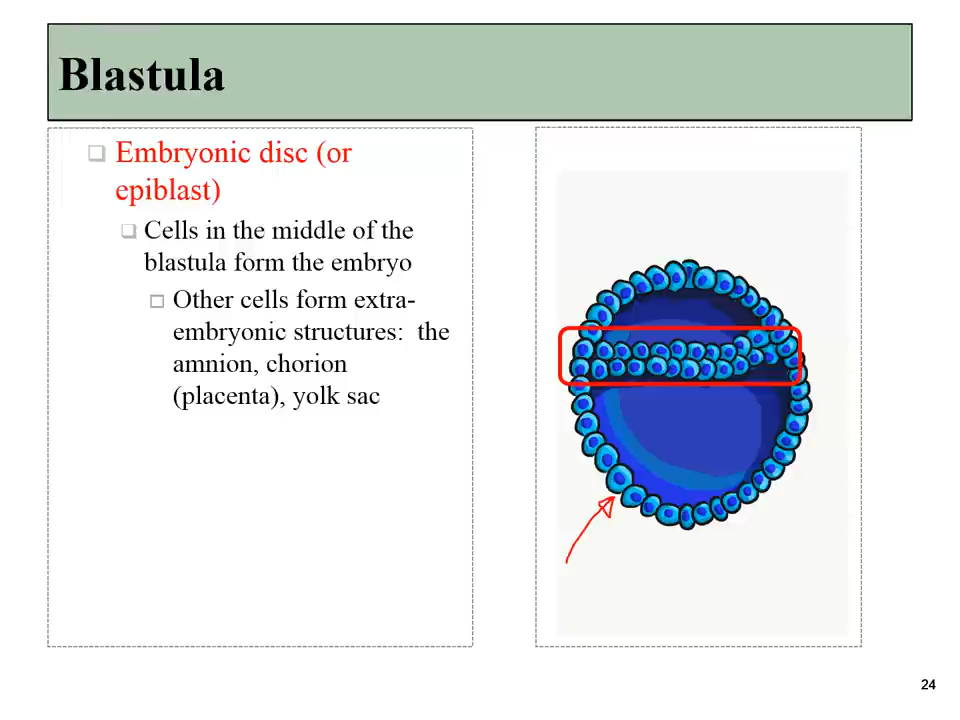 Blastula
Embryonic disc (or
epiblast)
Cells in the middle of the
blastula form the embryo
Other cells form extra-
embryonic structures:  the
amnion, chorion
(placenta), yolk sac
24